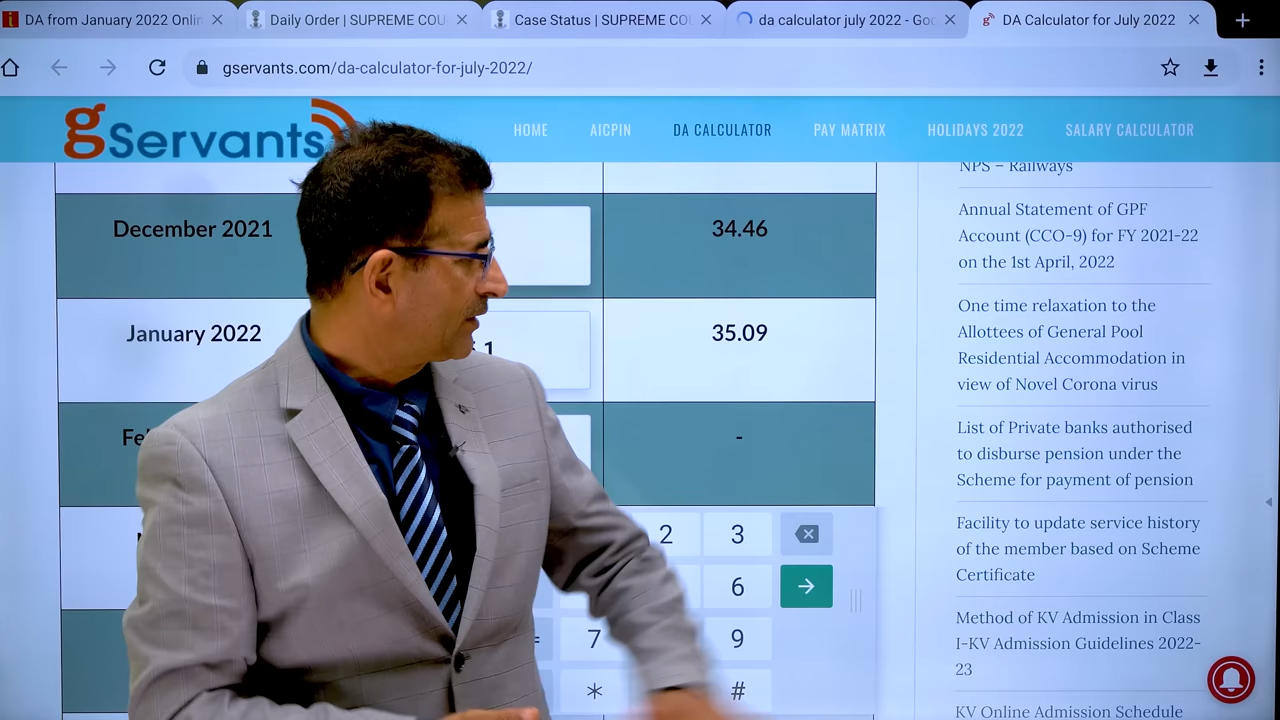 DA from January 2022 Onlin
Daily Order | SUPREME COU
Case Status | SUPREME CO
da calculator july 2022 - Goo
DA Calculator for July 2022
gservants.com/da-calculator-for-july-2022/
gServants
HOME
AICPIN
DA CALCULATOR
PAY MATRIX
HOLIDAYS 2022
SALARY CALCULATOR
December 2021
34.46
January 2022
1
35.09
Fe
-
2
3
6
7
9
*
#
NPS – Railways
Annual Statement of GPF
Account (CCO-9) for FY 2021-22
on the 1st April, 2022
One time relaxation to the
Allottees of General Pool
Residential Accommodation in
view of Novel Corona virus
List of Private banks authorised
to disburse pension under the
Scheme for payment of pension
Facility to update service history
of the member based on Scheme
Certificate
Method of KV Admission in Class
I-KV Admission Guidelines 2022-
23
KV Online Admission Schedule